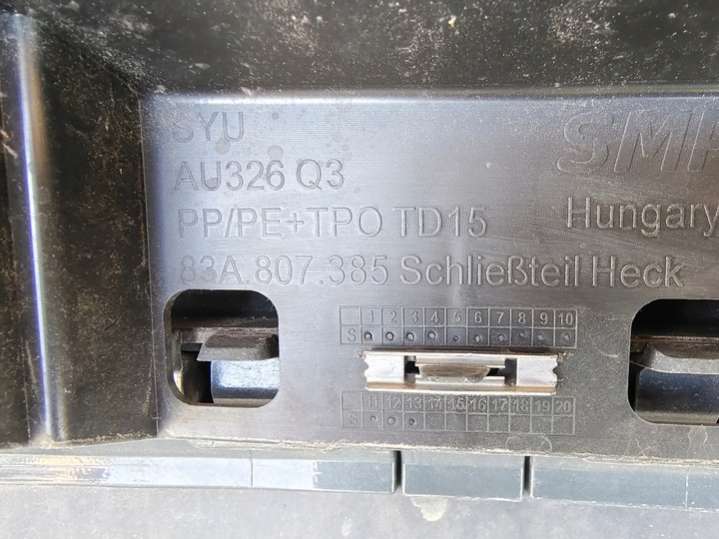 SYU
AU326 Q3
PP/PE+TPO TD15
83A.807.385 Schließteil Heck
SMP
Hungary
1 2 3 4 5 6 7 8 9 10
S
11 12 13 14 15 16 17 18 19 20
S